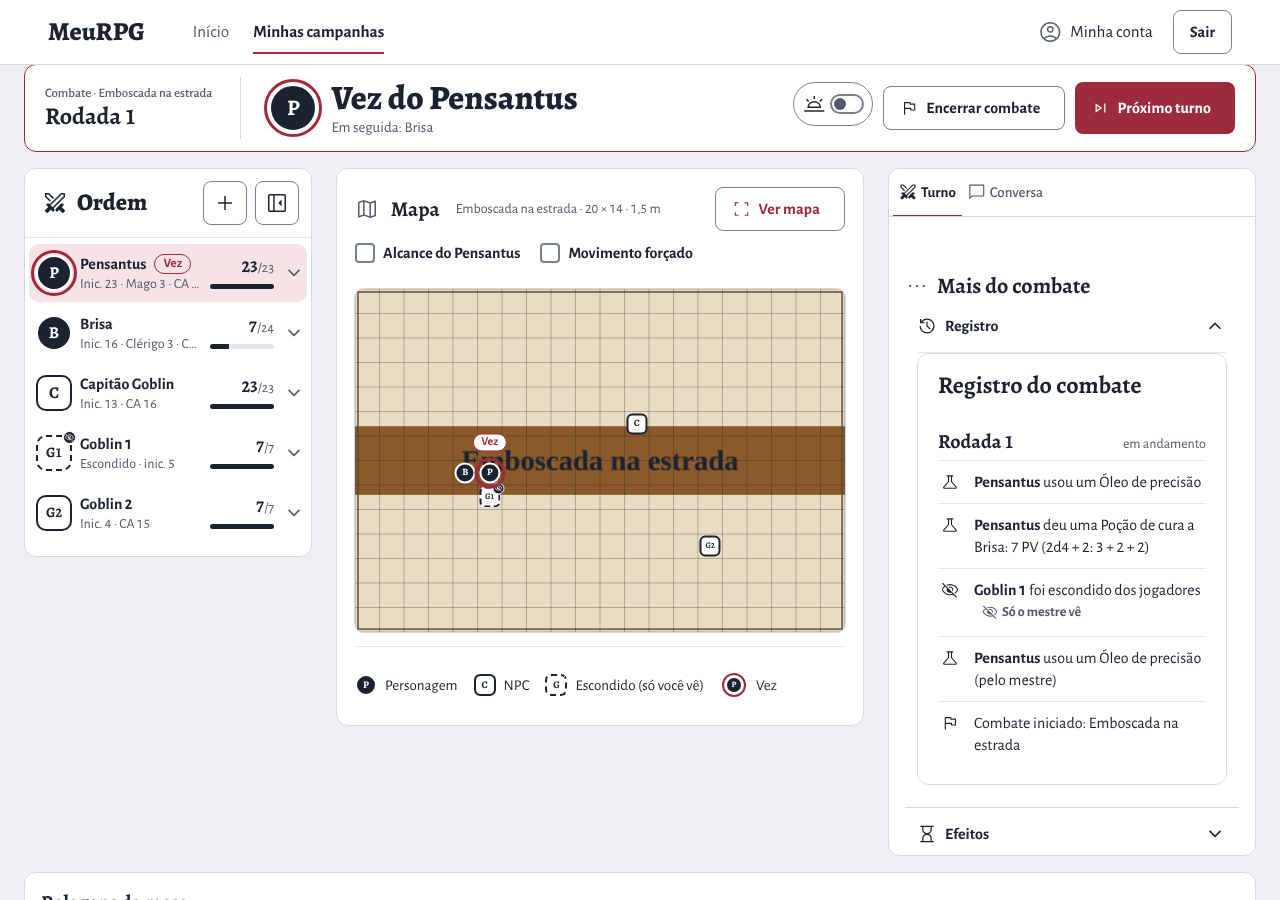 MeuRPG
Início
Minhas campanhas
Minha conta
Sair
Combate · Emboscada na estrada
Rodada 1
P
Vez do Pensantus
Em seguida: Brisa
Encerrar combate
Próximo turno
Ordem
P
Pensantus
Vez
23/23
Inic. 23 · Mago 3 · CA ...
B
Brisa
7/24
Inic. 16 · Clérigo 3 · C...
C
Capitão Goblin
23/23
Inic. 13 · CA 16
G1
Goblin 1
7/7
Escondido · inic. 5
G2
Goblin 2
7/7
Inic. 4 · CA 15
Mapa
Emboscada na estrada · 20 × 14 · 1,5 m
Ver mapa
Alcance do Pensantus
Movimento forçado
C
Vez
Emboscada na estrada
B
P
G1
G2
P
Personagem
C
NPC
G
Escondido (só você vê)
P
Vez
Turno
Conversa
Mais do combate
Registro
Registro do combate
Rodada 1
em andamento
Pensantus usou um Óleo de precisão
Pensantus deu uma Poção de cura a
Brisa: 7 PV (2d4 + 2: 3 + 2 + 2)
Goblin 1 foi escondido dos jogadores
Só o mestre vê
Pensantus usou um Óleo de precisão
(pelo mestre)
Combate iniciado: Emboscada na
estrada
Efeitos